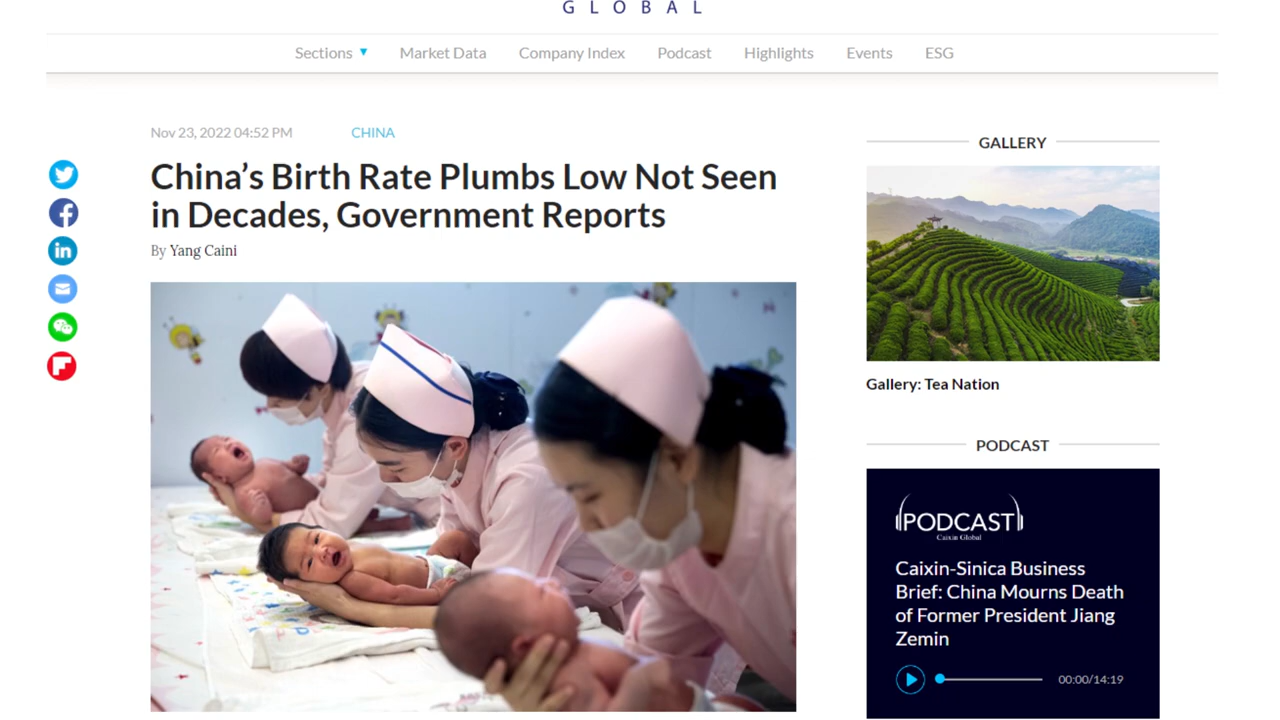 GLOBAL
Sections ▼ Market Data Company Index Podcast Highlights Events ESG
Nov 23, 2022 04:52 PM CHINA
China’s Birth Rate Plumbs Low Not Seen
in Decades, Government Reports
By Yang Caini
GALLERY
Gallery: Tea Nation
PODCAST
PODCAST
Caixin Global
Caixin-Sinica Business
Brief: China Mourns Death
of Former President Jiang
Zemin
00:00/14:19